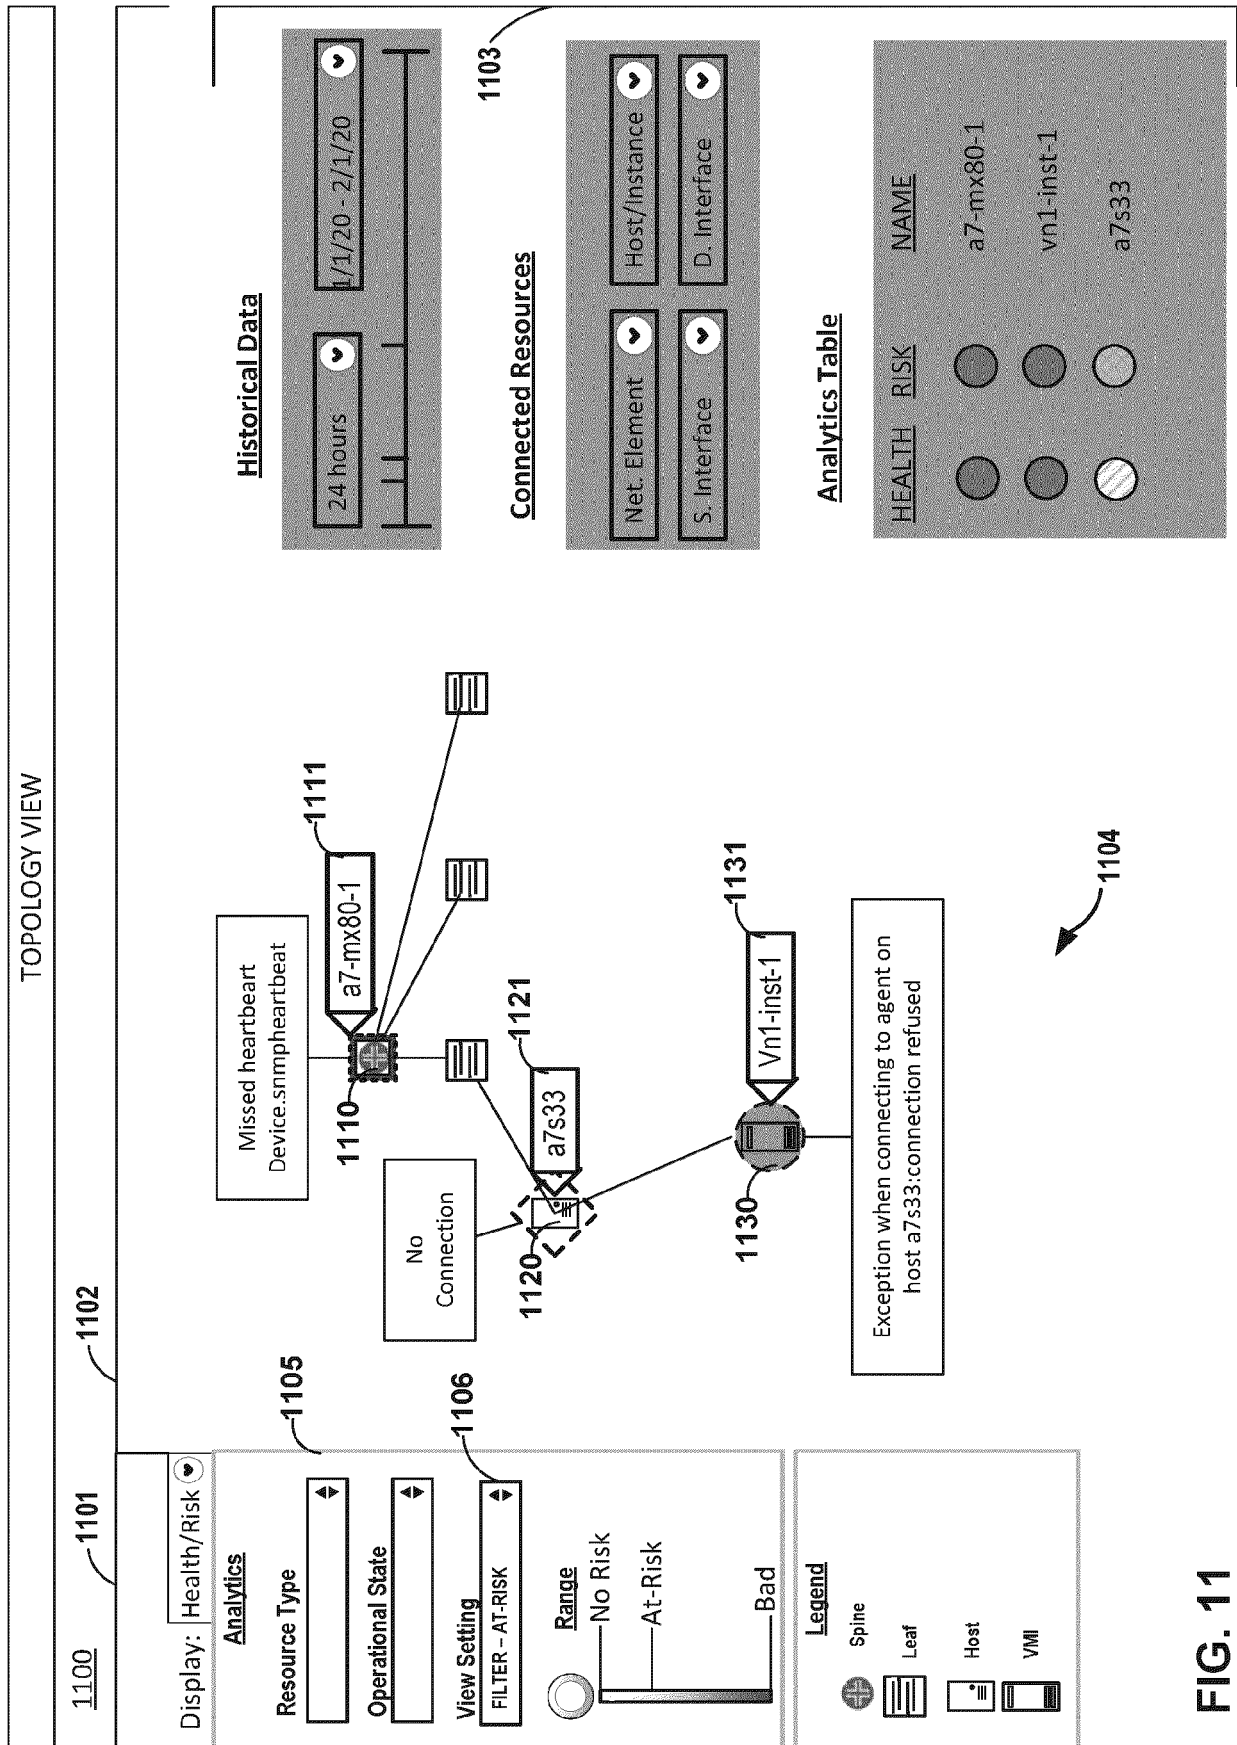 TOPOLOGY VIEW
1100
1101
1102
1103
Display: Health/Risk
Analytics
1105
Resource Type
Operational State
View Setting
1106
FILTER – AT-RISK
Range
No Risk
At-Risk
Bad
Legend
Spine
Leaf
Host
VMI
Missed heartbeart
Device.snmpheartbeat
1111
a7-mx80-1
1110
No
Connection
1121
a7s33
1120
1131
Vn1-inst-1
1130
Exception when connecting to agent on
host a7s33:connection refused
1104
Historical Data
24 hours
1/1/20 - 2/1/20
Connected Resources
Net. Element
Host/Instance
S. Interface
D. Interface
Analytics Table
HEALTH RISK NAME
a7-mx80-1
vn1-inst-1
a7s33
FIG. 11